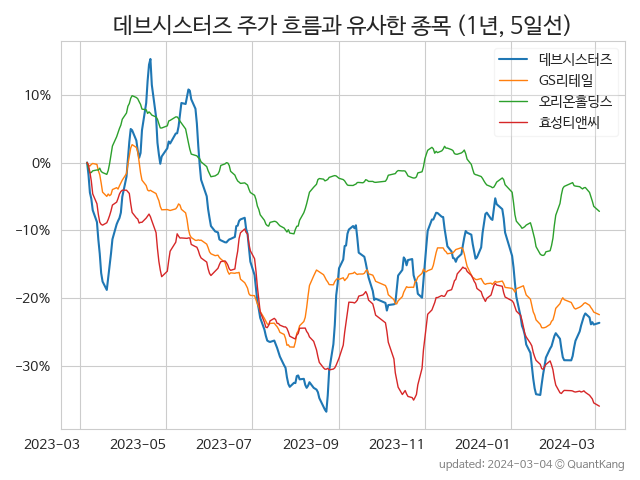 데브시스터즈 주가 흐름과 유사한 종목 (1년, 5일선)
데브시스터즈
GS리테일
오리온홀딩스
효성티앤씨
10%
0%
−10%
−20%
−30%
2023-03 2023-05 2023-07 2023-09 2023-11 2024-01 2024-03
updated: 2024-03-04 ⓒ QuantKang